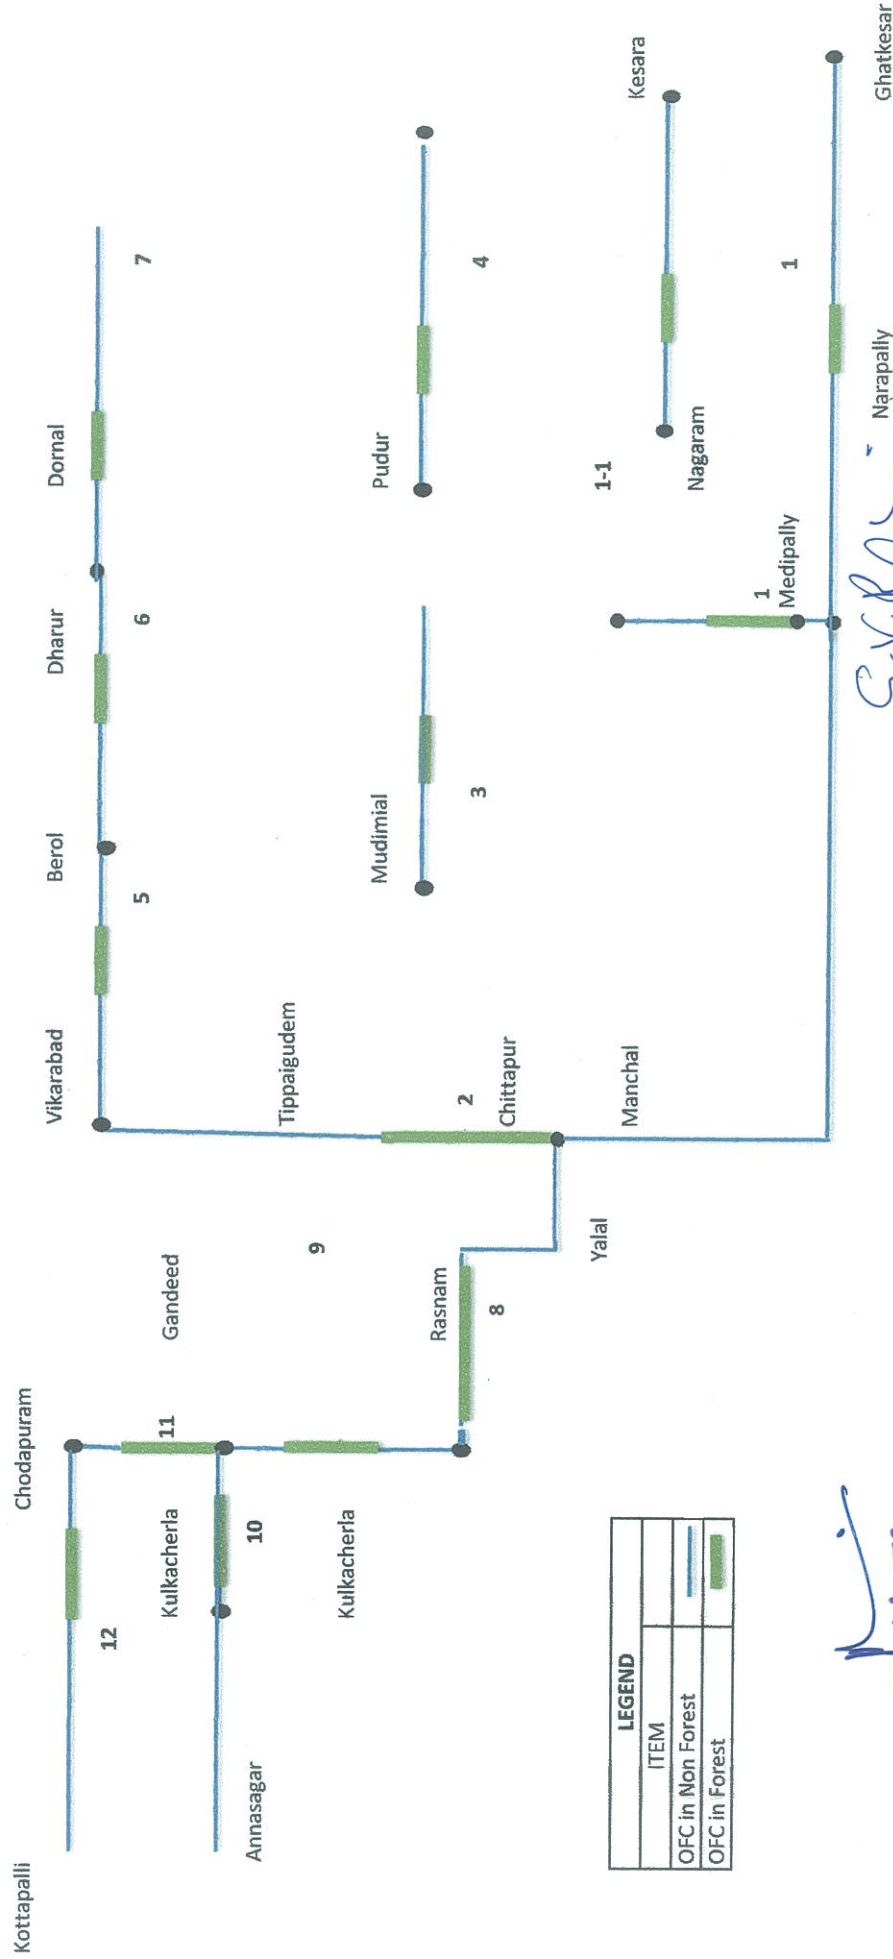 Kottapalli
Chodapuram
Vikarabad
Berol
Dharur
Dornal
12
11
Gandeed
5
6
7
Kulkacherla
10
Annasagar
Kulkacherla
9
Tippaigudem
Mudimial
Pudur
Rasnam
8
2
3
4
Chittapur
Yalal
Manchal
1-1
Nagaram
Kesara
1
Medipally
1
Narapally
Ghatkesar
LEGEND
ITEM
OFC in Non Forest
OFC in Forest